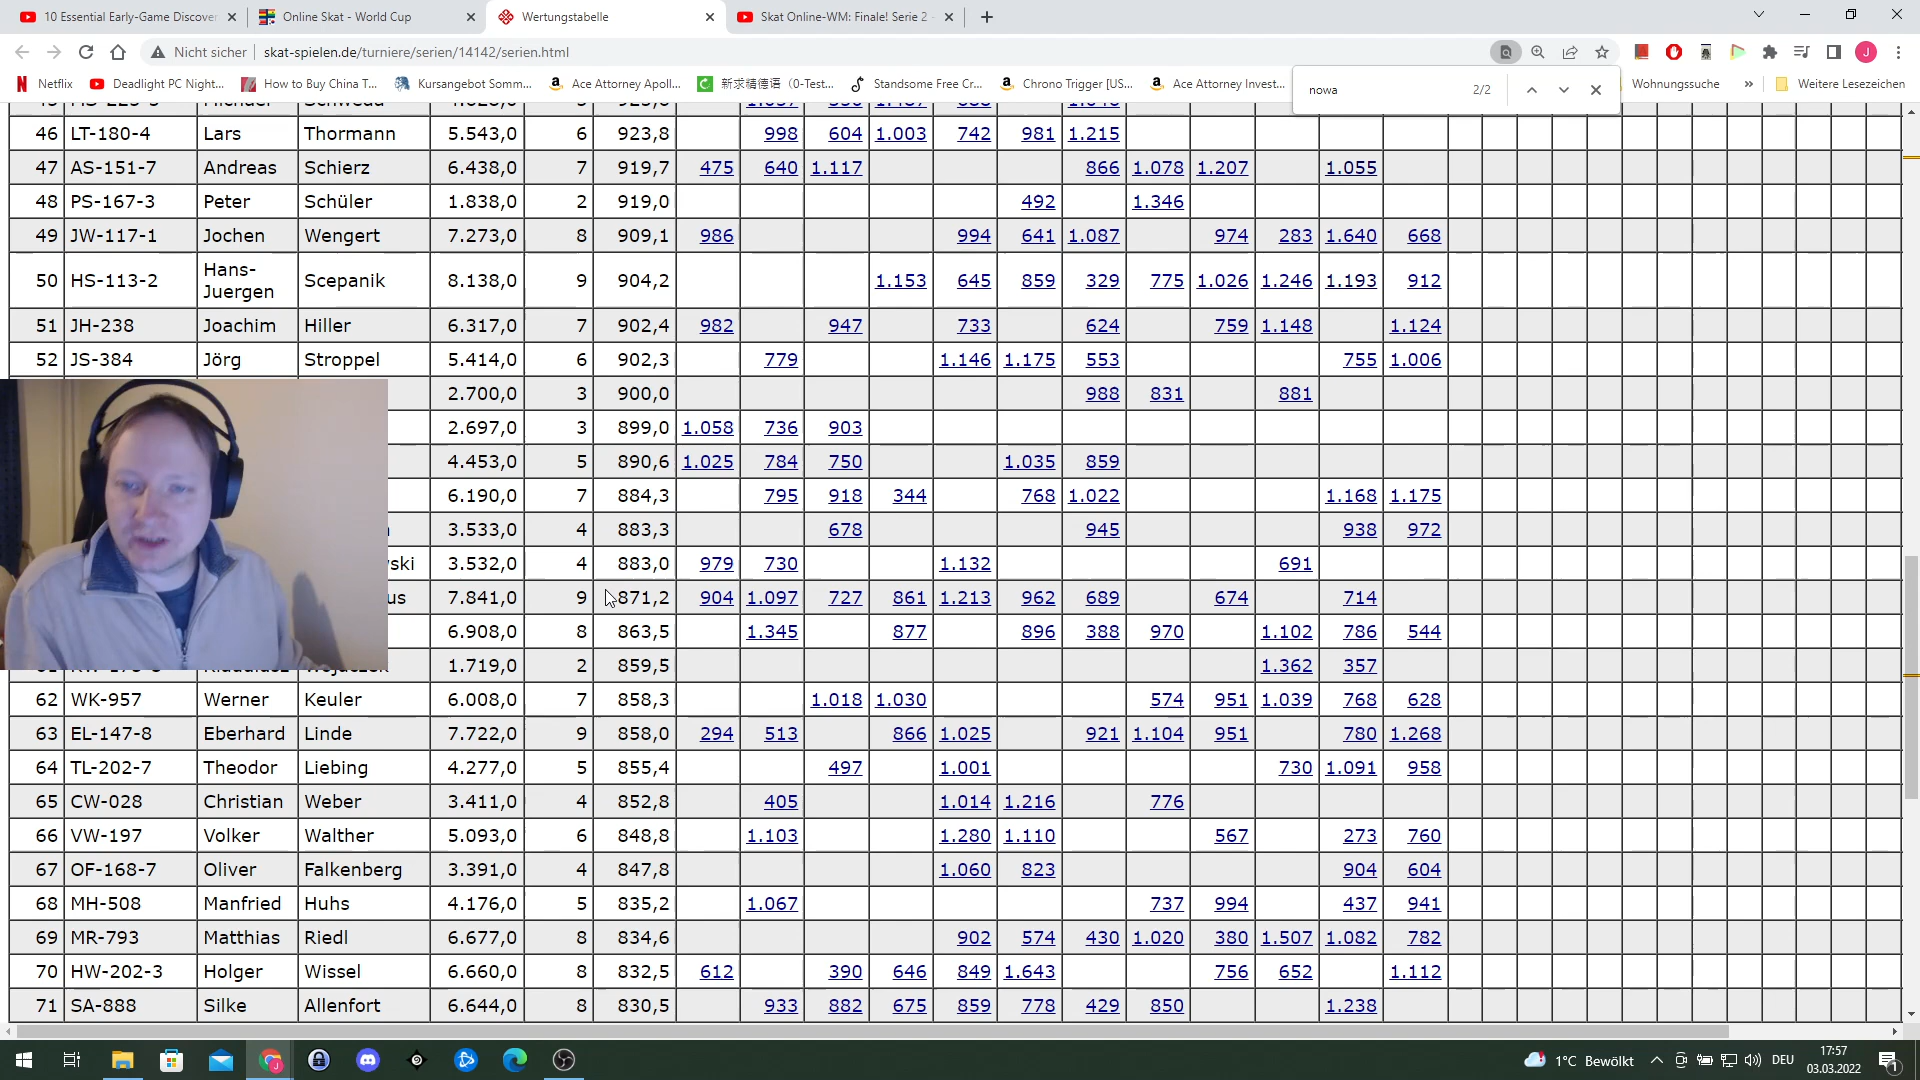 10 Essential Early-Game Discover
Online Skat - World Cup
Wertungstabelle
Skat Online-WM: Finale! Serie 2
Nicht sicher
skat-spielen.de/turniere/serien/14142/serien.html
Netflix
Deadlight PC Night...
How to Buy China T...
Kursangebot Somm...
Ace Attorney Apoll...
新求精德语（0-Test...
Standsome Free Cr...
Chrono Trigger [US...
Ace Attorney Invest...
Wohnungssuche
»
Weitere Lesezeichen
nowa 2/2
46 LT-180-4 Lars Thormann 5.543,0 6 923,8 998 604 1.003 742 981 1.215
47 AS-151-7 Andreas Schierz 6.438,0 7 919,7 475 640 1.117 866 1.078 1.207 1.055
48 PS-167-3 Peter Schüler 1.838,0 2 919,0 492 1.346
49 JW-117-1 Jochen Wengert 7.273,0 8 909,1 986 994 641 1.087 974 283 1.640 668
50 HS-113-2 Hans-
Juergen Scepanik 8.138,0 9 904,2 1.153 645 859 329 775 1.026 1.246 1.193 912
51 JH-238 Joachim Hiller 6.317,0 7 902,4 982 947 733 624 759 1.148 1.124
52 JS-384 Jörg Stroppel 5.414,0 6 902,3 779 1.146 1.175 553 755 1.006
2.700,0 3 900,0 988 831 881
2.697,0 3 899,0 1.058 736 903
4.453,0 5 890,6 1.025 784 750 1.035 859
6.190,0 7 884,3 795 918 344 768 1.022 1.168 1.175
3.533,0 4 883,3 678 945 938 972
ski 3.532,0 4 883,0 979 730 1.132 691
us 7.841,0 9 871,2 904 1.097 727 861 1.213 962 689 674 714
6.908,0 8 863,5 1.345 877 896 388 970 1.102 786 544
1.719,0 2 859,5 1.362 357
62 WK-957 Werner Keuler 6.008,0 7 858,3 1.018 1.030 574 951 1.039 768 628
63 EL-147-8 Eberhard Linde 7.722,0 9 858,0 294 513 866 1.025 921 1.104 951 780 1.268
64 TL-202-7 Theodor Liebing 4.277,0 5 855,4 497 1.001 730 1.091 958
65 CW-028 Christian Weber 3.411,0 4 852,8 405 1.014 1.216 776
66 VW-197 Volker Walther 5.093,0 6 848,8 1.103 1.280 1.110 567 273 760
67 OF-168-7 Oliver Falkenberg 3.391,0 4 847,8 1.060 823 904 604
68 MH-508 Manfried Huhs 4.176,0 5 835,2 1.067 737 994 437 941
69 MR-793 Matthias Riedl 6.677,0 8 834,6 902 574 430 1.020 380 1.507 1.082 782
70 HW-202-3 Holger Wissel 6.660,0 8 832,5 612 390 646 849 1.643 756 652 1.112
71 SA-888 Silke Allenfort 6.644,0 8 830,5 933 882 675 859 778 429 850 1.238
1°C Bewölkt
DEU
17:57
03.03.2022